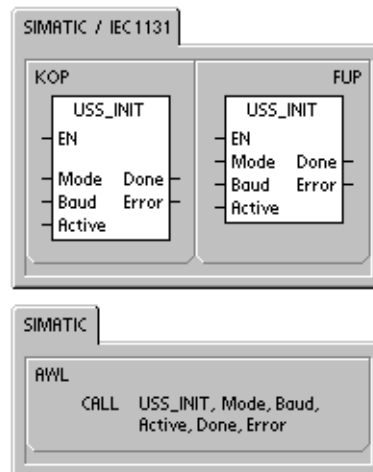 SIMATIC / IEC1131
KOP
FUP
USS_INIT
EN
Mode Done
Baud Error
Active
USS_INIT
EN
Mode Done
Baud Error
Active
SIMATIC
AWL
CALL USS_INIT, Mode, Baud,
Active, Done, Error